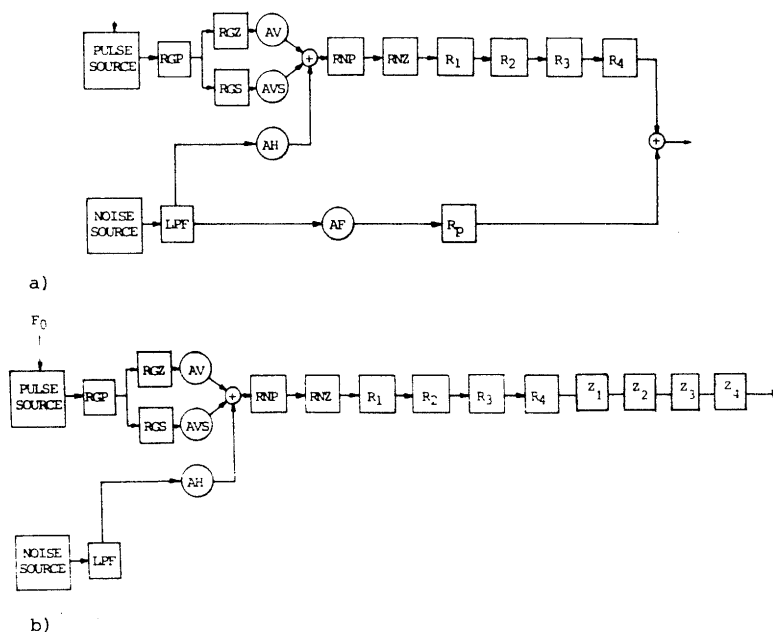 PULSE
SOURCE
RGP
RGZ
AV
RGS
AVS
+
RNP
RNZ
R1
R2
R3
R4
AH
+
NOISE
SOURCE
LPF
AF
Rp
a)
F0
PULSE
SOURCE
RGP
RGZ
AV
RGS
AVS
+
RNP
RNZ
R1
R2
R3
R4
Z1
Z2
Z3
Z4
AH
NOISE
SOURCE
LPF
b)